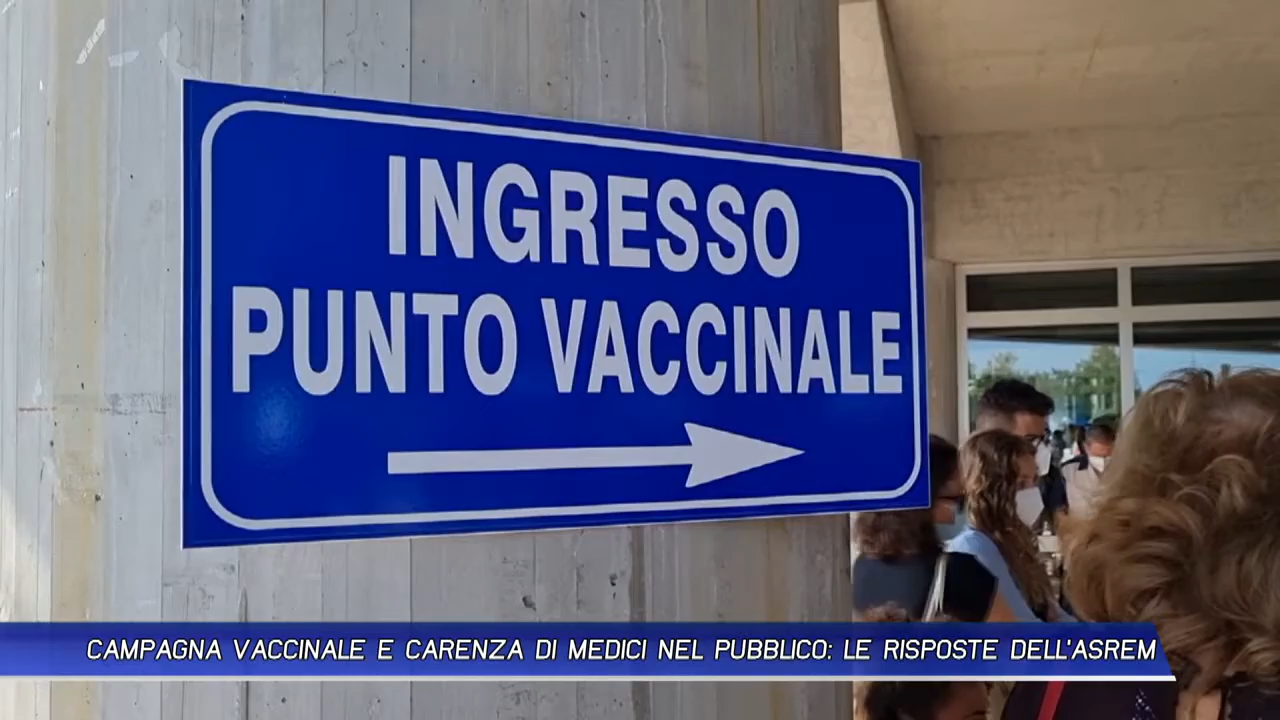 INGRESSO
PUNTO VACCINALE
CAMPAGNA VACCINALE E CARENZA DI MEDICI NEL PUBBLICO: LE RISPOSTE DELL'ASREM